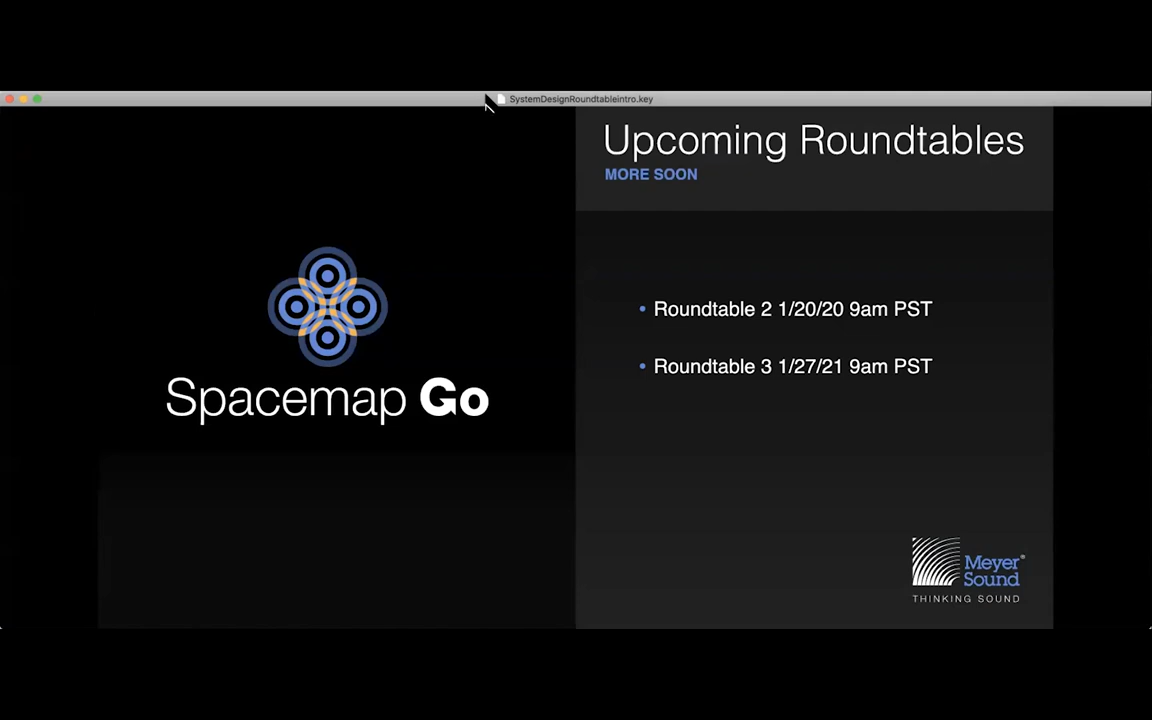 SystemDesignRoundtableintro.key
Spacemap Go
Upcoming Roundtables
MORE SOON
• Roundtable 2 1/20/20 9am PST
• Roundtable 3 1/27/21 9am PST
Meyer
Sound®
THINKING SOUND